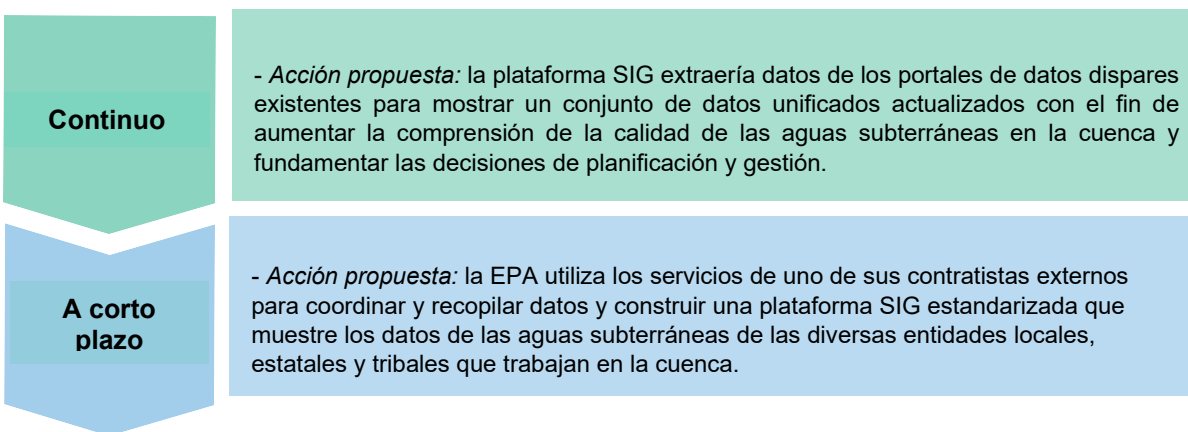 Continuo
- Acción propuesta: la plataforma SIG extraería datos de los portales de datos dispares
existentes para mostrar un conjunto de datos unificados actualizados con el fin de
aumentar la comprensión de la calidad de las aguas subterráneas en la cuenca y
fundamentar las decisiones de planificación y gestión.
A corto
plazo
- Acción propuesta: la EPA utiliza los servicios de uno de sus contratistas externos
para coordinar y recopilar datos y construir una plataforma SIG estandarizada que
muestre los datos de las aguas subterráneas de las diversas entidades locales,
estatales y tribales que trabajan en la cuenca.